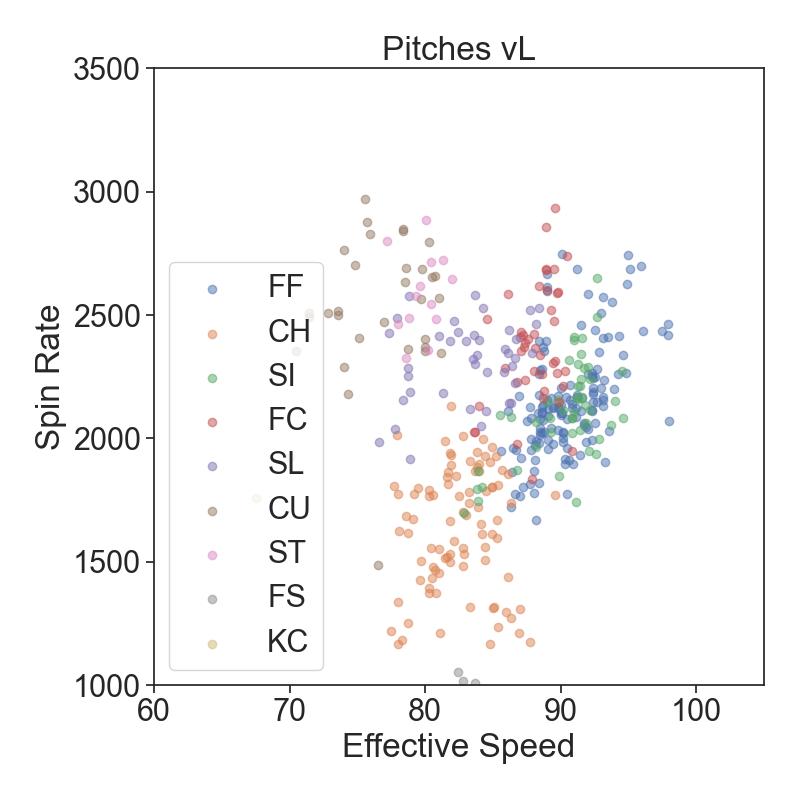 Pitches vL
3500
3000
2500
2000
1500
1000
Spin Rate
FF
CH
SI
FC
SL
CU
ST
FS
KC
60 70 80 90 100
Effective Speed